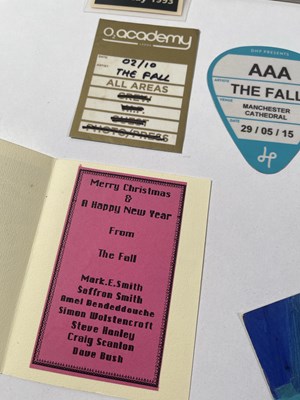 1993
O2 academy
02/10
THE FALL
ALL AREAS
CREW
V.I.P.
GUEST
PHOTO/PRESS
AAA
THE FALL
MANCHESTER
CATHEDRAL
29 / 05 / 15
Merry Christmas
&
A Happy New Year
From
The Fall
Mark.E.Smith
Saffron Smith
Amel Bendeddouche
Simon Wolstencroft
Steve Hanley
Craig Scanlon
Dave Bush